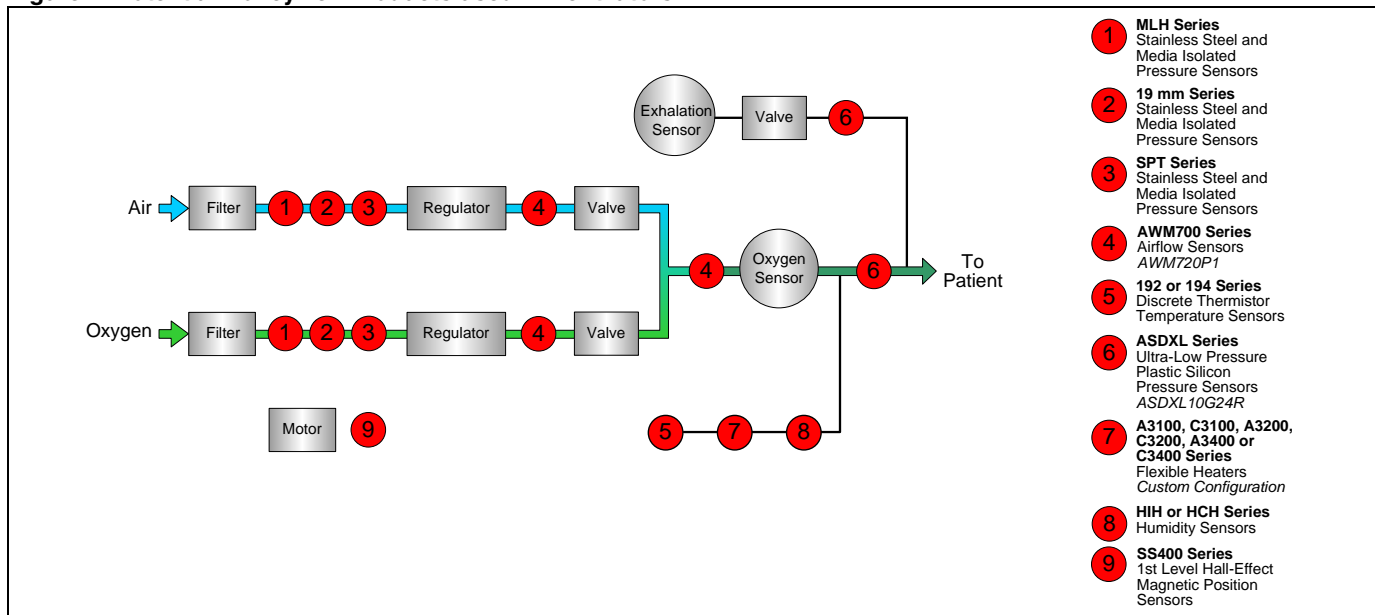 Exhalation
Sensor
Valve
6
Air
Filter
1
2
3
Regulator
4
Valve
4
Oxygen
Sensor
6
To
Patient
Oxygen
Filter
1
2
3
Regulator
4
Valve
Motor
9
5
7
8
1
MLH Series
Stainless Steel and
Media Isolated
Pressure Sensors
2
19 mm Series
Stainless Steel and
Media Isolated
Pressure Sensors
3
SPT Series
Stainless Steel and
Media Isolated
Pressure Sensors
4
AWM700 Series
Airflow Sensors
AWM720P1
5
192 or 194 Series
Discrete Thermistor
Temperature Sensors
6
ASDXL Series
Ultra-Low Pressure
Plastic Silicon
Pressure Sensors
ASDXL10G24R
7
A3100, C3100, A3200,
C3200, A3400 or
C3400 Series
Flexible Heaters
Custom Configuration
8
HIH or HCH Series
Humidity Sensors
9
SS400 Series
1st Level Hall-Effect
Magnetic Position
Sensors